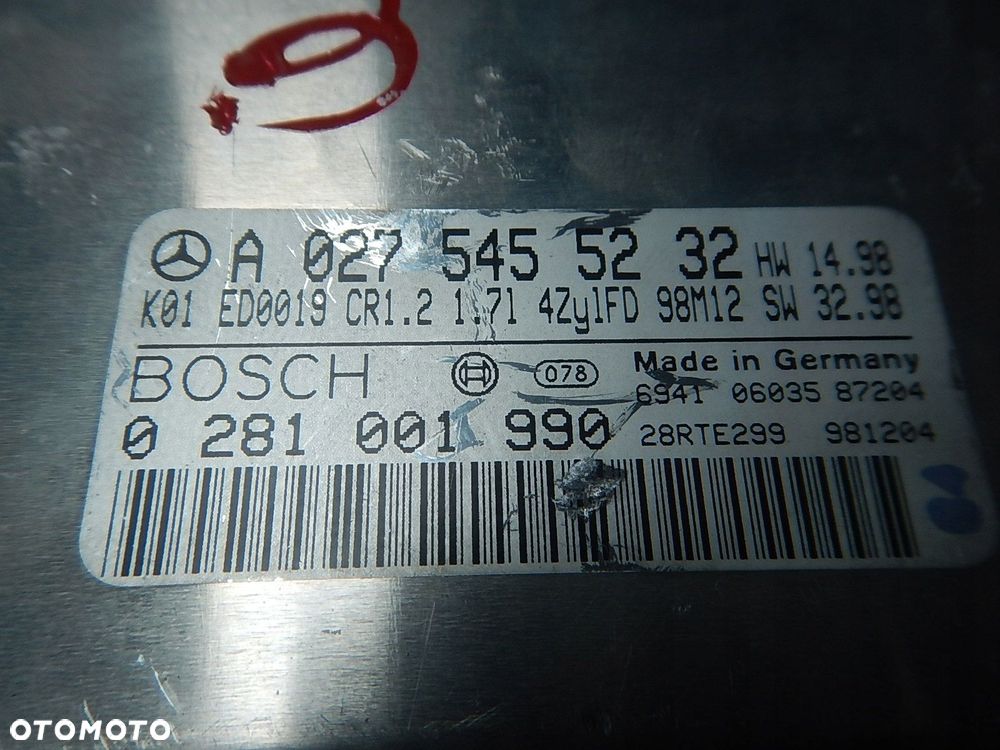 A 027 545 52 32 HW 14.98
K01 ED0019 CR1.2 1.7l 4ZylFD 98M12 SW 32.98
BOSCH 078 Made in Germany
6941 06035 87204
0 281 001 990 28RTE299 981204
OTOMOTO